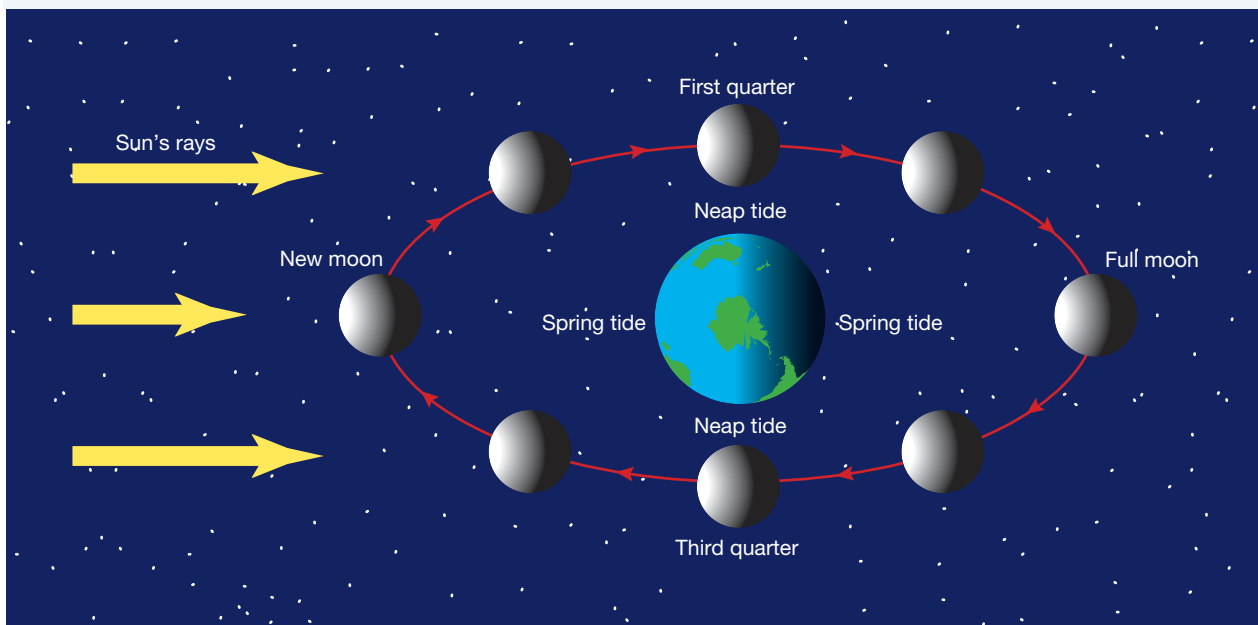 First quarter
Sun's rays
Neap tide
New moon
Full moon
Spring tide
Spring tide
Neap tide
Third quarter